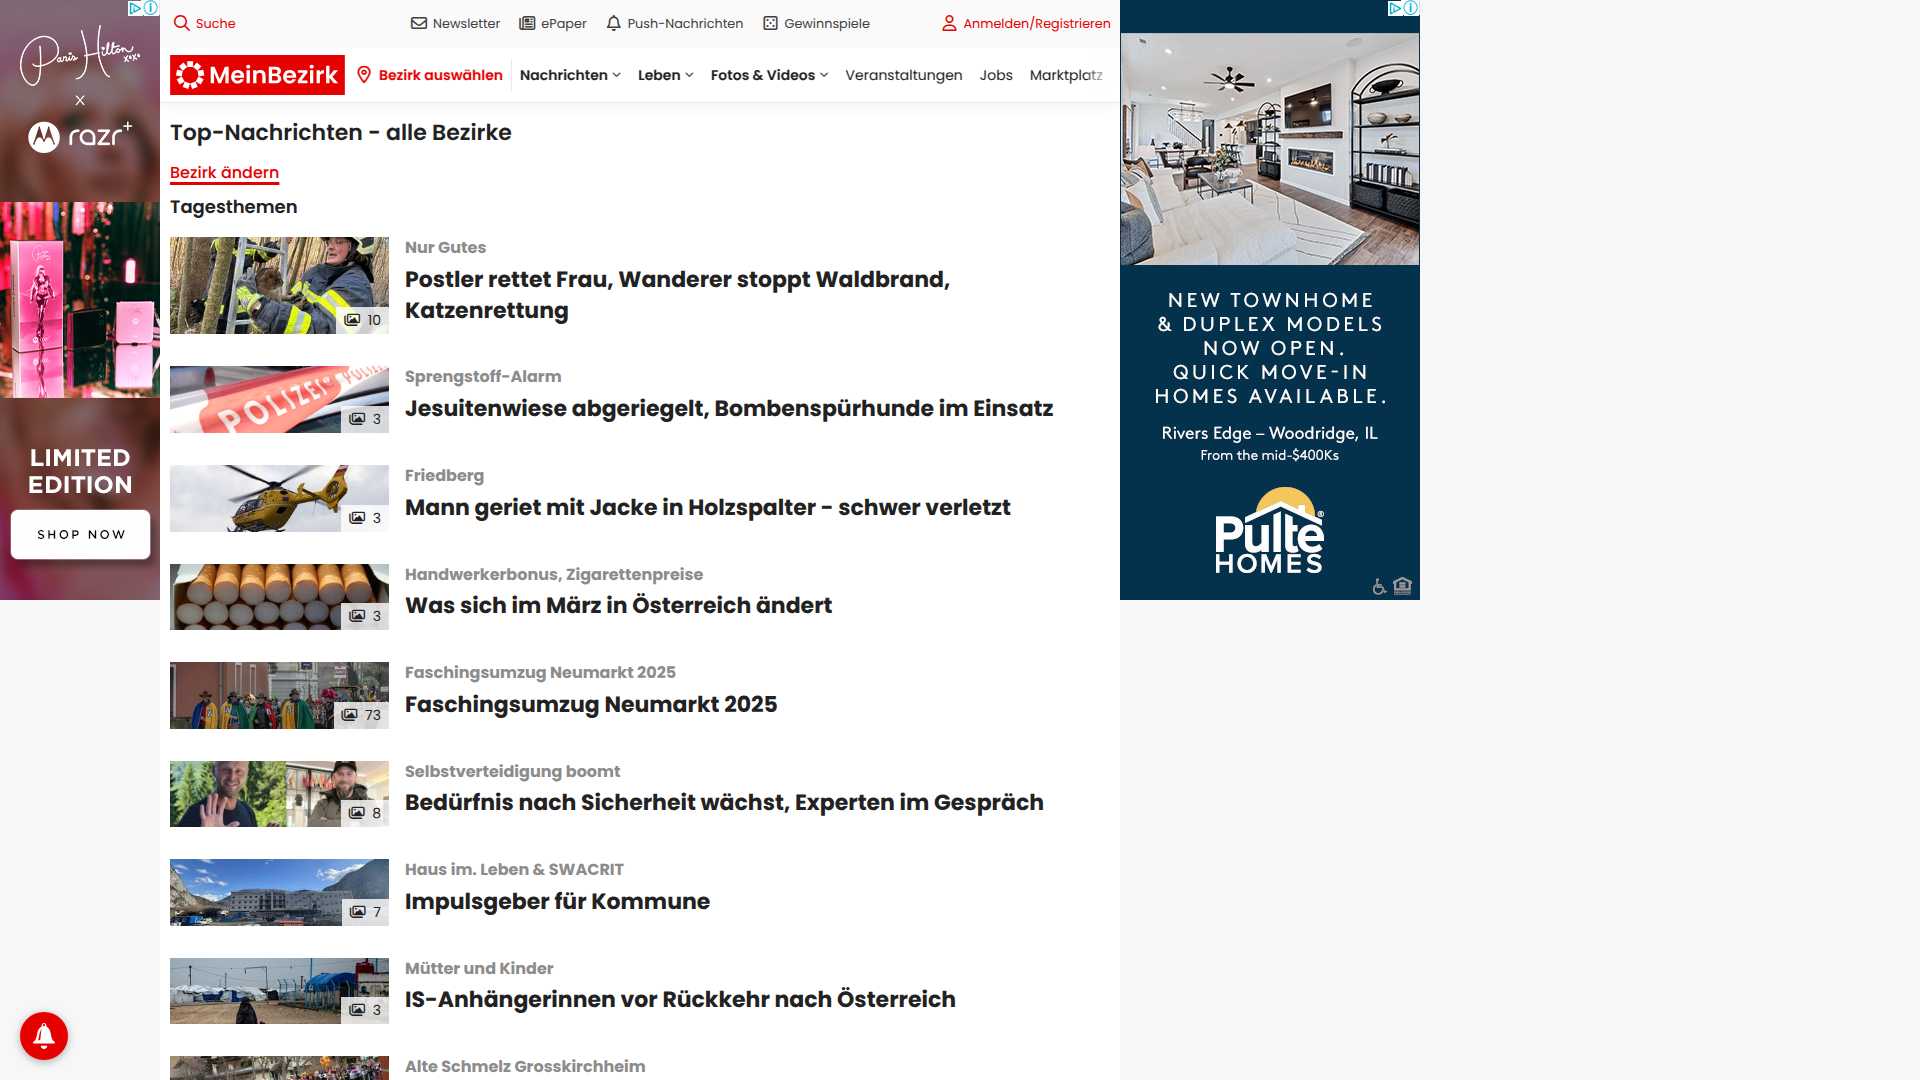 Paris Hilton
xoxo
x
razr+
LIMITED
EDITION
SHOP NOW
Suche
Newsletter
ePaper
Push-Nachrichten
Gewinnspiele
Anmelden/Registrieren
MeinBezirk
Bezirk auswählen
Nachrichten
Leben
Fotos & Videos
Veranstaltungen
Jobs
Marktplatz
Top-Nachrichten - alle Bezirke
Bezirk ändern
Tagesthemen
10
Nur Gutes
Postler rettet Frau, Wanderer stoppt Waldbrand,
Katzenrettung
POLIZEI
3
Sprengstoff-Alarm
Jesuitenwiese abgeriegelt, Bombenspürhunde im Einsatz
3
Friedberg
Mann geriet mit Jacke in Holzspalter - schwer verletzt
3
Handwerkerbonus, Zigarettenpreise
Was sich im März in Österreich ändert
73
Faschingsumzug Neumarkt 2025
Faschingsumzug Neumarkt 2025
8
Selbstverteidigung boomt
Bedürfnis nach Sicherheit wächst, Experten im Gespräch
7
Haus im. Leben & SWACRIT
Impulsgeber für Kommune
3
Mütter und Kinder
IS-Anhängerinnen vor Rückkehr nach Österreich
Alte Schmelz Grosskirchheim
NEW TOWNHOME
& DUPLEX MODELS
NOW OPEN.
QUICK MOVE-IN
HOMES AVAILABLE.
Rivers Edge – Woodridge, IL
From the mid-$400Ks
Pulte®
HOMES